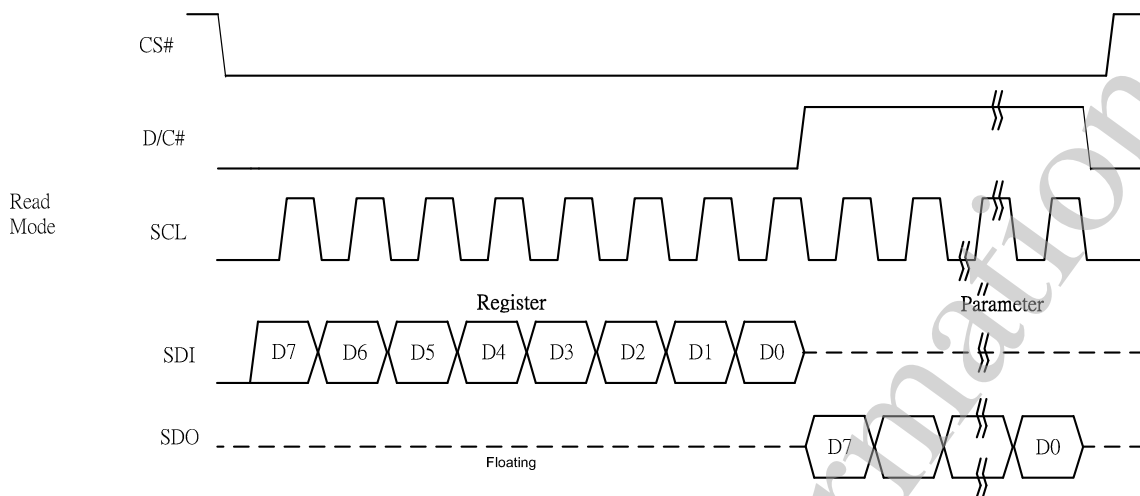 CS#
D/C#
Read
Mode
SCL
Register
Parameter
SDI
D7 D6 D5 D4 D3 D2 D1 D0
SDO
Floating
D7 D0